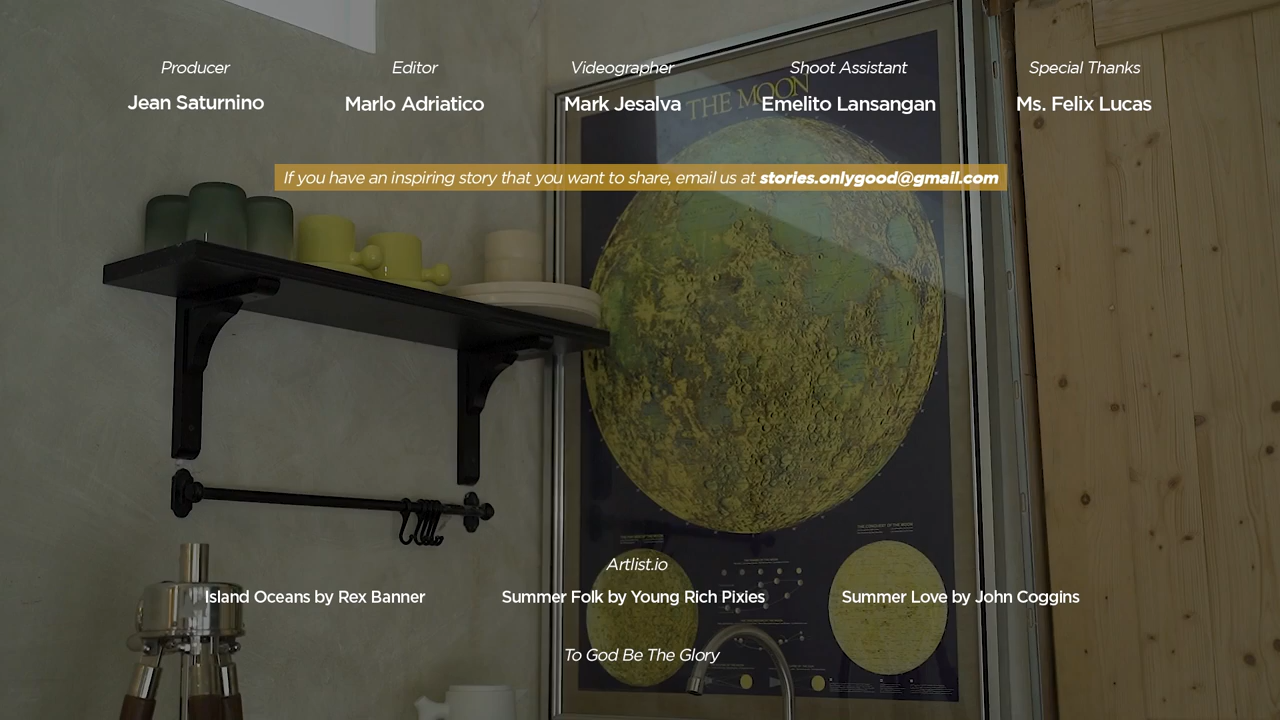 Producer
Jean Saturnino
Editor
Marlo Adriatico
Videographer
Mark Jesalva
Shoot Assistant
Emelito Lansangan
Special Thanks
Ms. Felix Lucas
THE MOON
If you have an inspiring story that you want to share, email us at stories.onlygood@gmail.com
Artlist.io
Island Oceans by Rex Banner
Summer Folk by Young Rich Pixies
Summer Love by John Coggins
To God Be The Glory